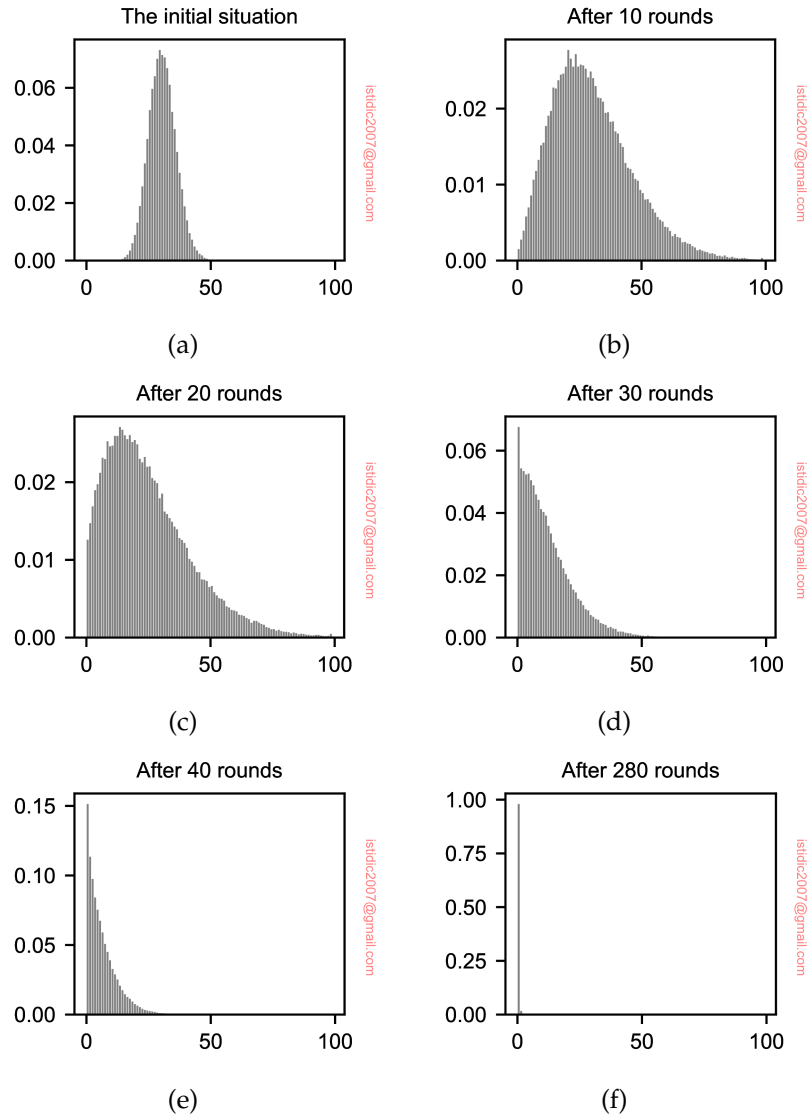 The initial situation
0.06
0.04
0.02
0.00
0
50
100
istidic2007@gmail.com
(a)
After 10 rounds
0.02
0.01
0.00
0
50
100
istidic2007@gmail.com
(b)
After 20 rounds
0.02
0.01
0.00
0
50
100
istidic2007@gmail.com
(c)
After 30 rounds
0.06
0.04
0.02
0.00
0
50
100
istidic2007@gmail.com
(d)
After 40 rounds
0.15
0.10
0.05
0.00
0
50
100
istidic2007@gmail.com
(e)
After 280 rounds
1.00
0.75
0.50
0.25
0.00
0
50
100
istidic2007@gmail.com
(f)